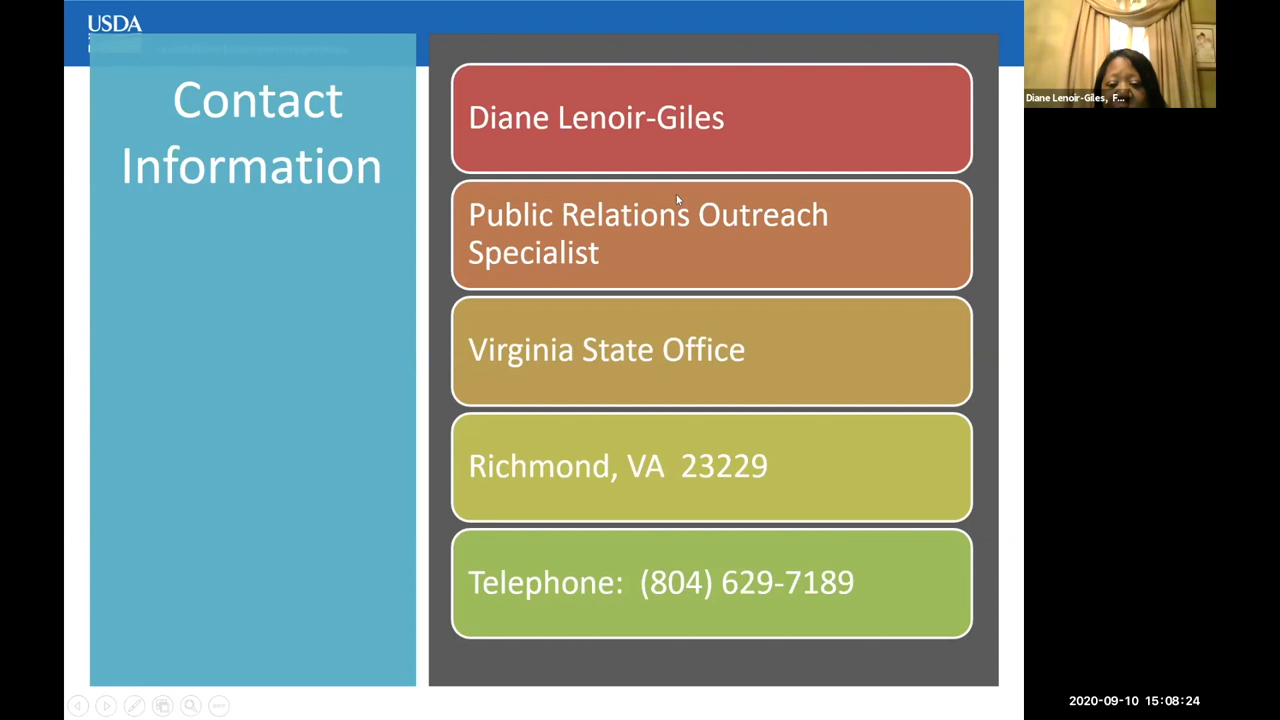 USDA
Contact
Information
Diane Lenoir-Giles
Public Relations Outreach
Specialist
Virginia State Office
Richmond, VA  23229
Telephone:  (804) 629-7189
Diane Lenoir-Giles, F...
2020-09-10 15:08:24